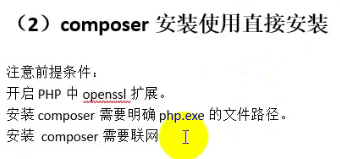 （2）composer 安装使用直接安装
注意前提条件：
开启 PHP 中 openssl 扩展。
安装 composer 需要明确 php.exe 的文件路径。
安装 composer 需要联网